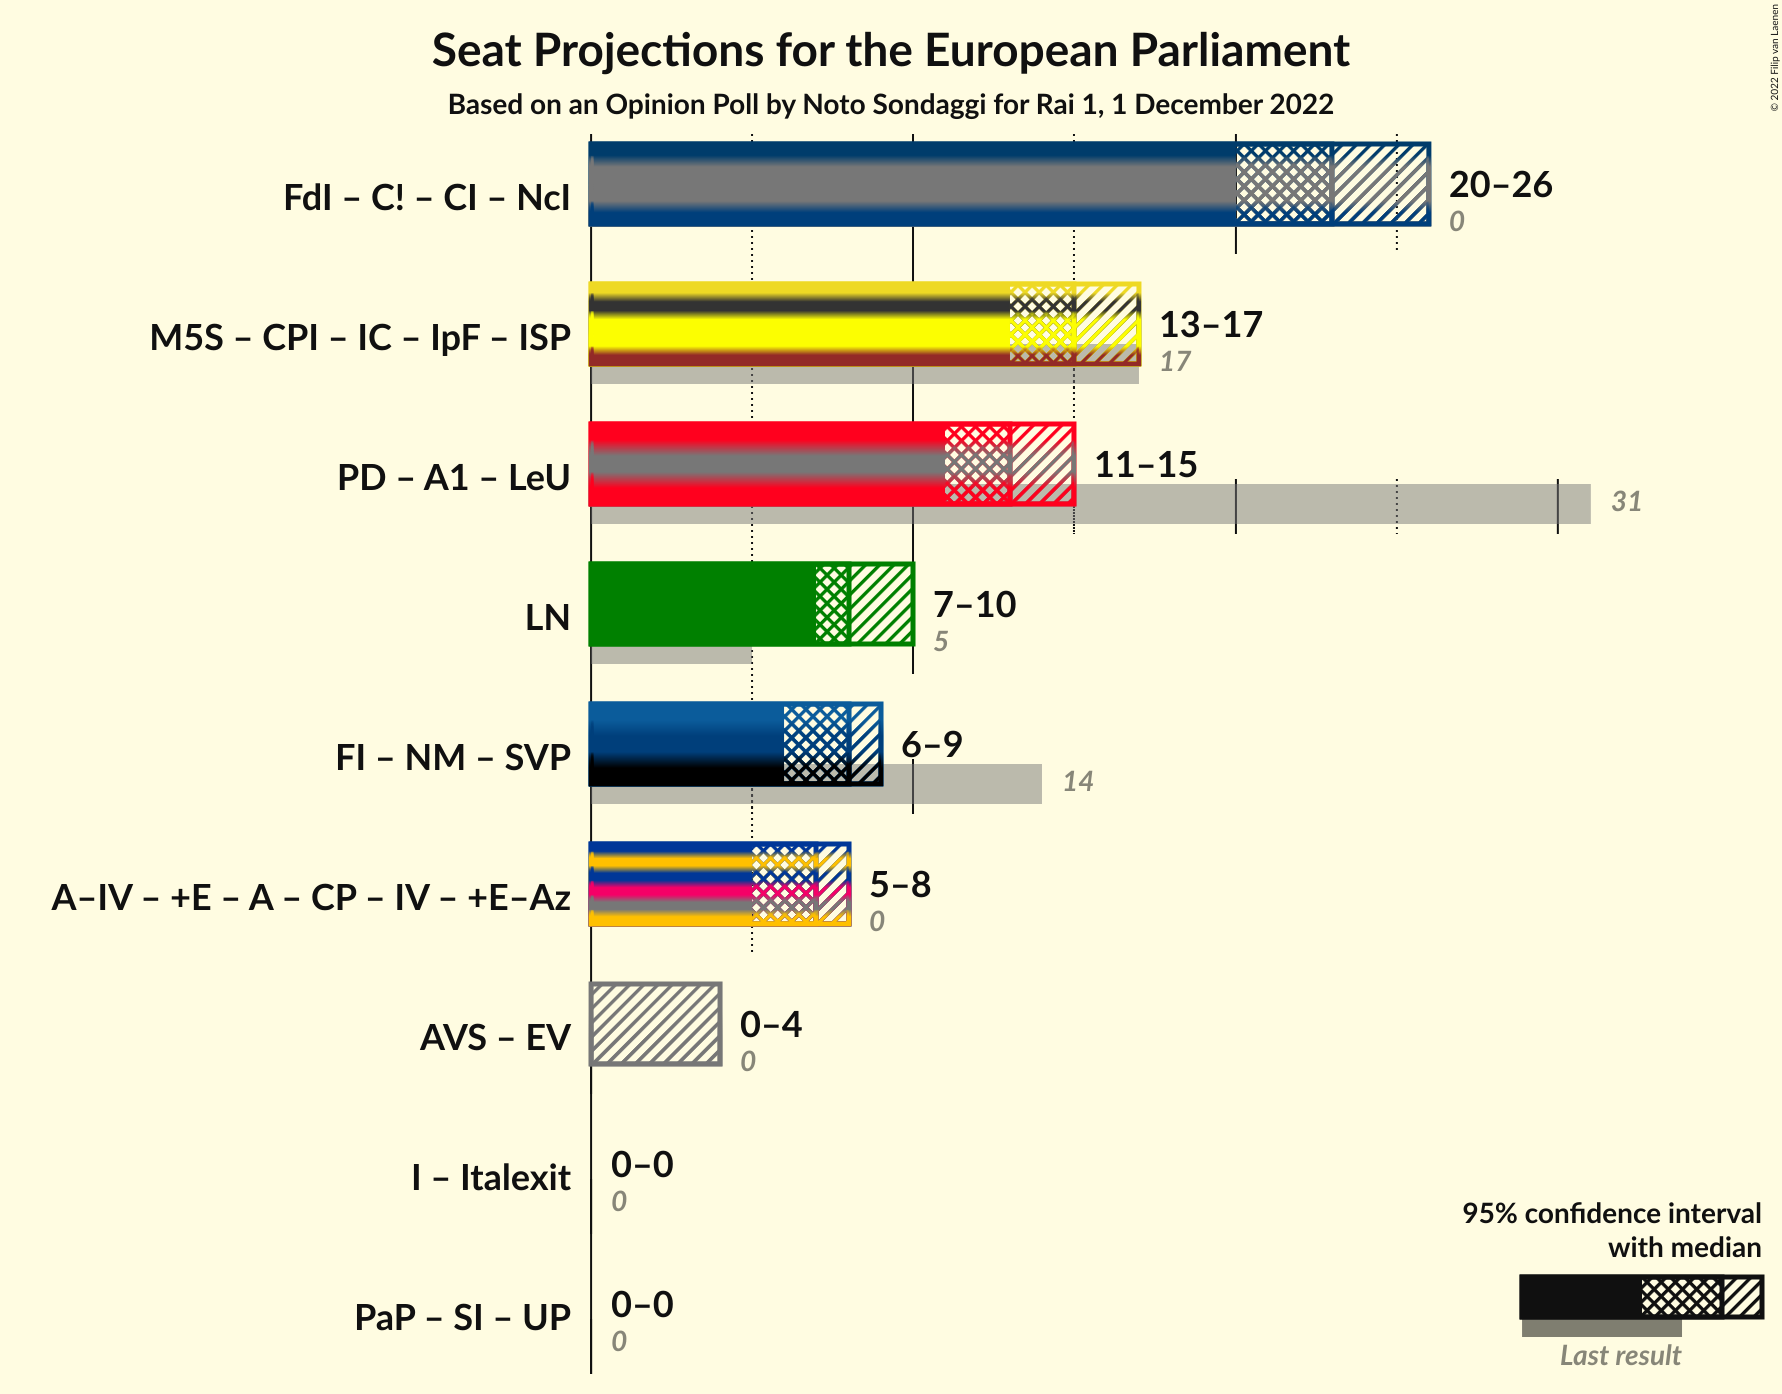 Seat Projections for the European Parliament
Based on an Opinion Poll by Noto Sondaggi for Rai 1, 1 December 2022
© 2022 Filip van Laenen
FdI – C! – CI – NcI
20–26
0
M5S – CPI – IC – IpF – ISP
13–17
17
PD – A1 – LeU
11–15
31
LN
7–10
5
FI – NM – SVP
6–9
14
A–IV – +E – A – CP – IV – +E–Az
5–8
0
AVS – EV
0–4
0
I – Italexit
0–0
0
PaP – SI – UP
0–0
0
95% confidence interval
with median
Last result